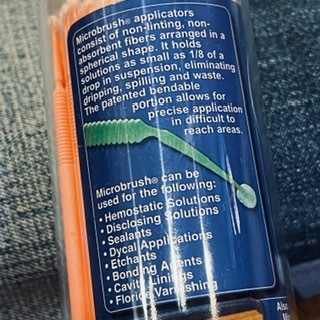 Microbrush® applicators
consist of non-linting, non-
absorbent fibers arranged in a
spherical shape. It holds
solutions as small as 1/8 of a
drop in suspension, eliminating
dripping, spilling and waste.
The patented bendable
portion allows for
precise application
in difficult to
reach areas.
Microbrush® can be
used for the following:
• Hemostatic Solutions
• Disclosing Solutions
• Sealants
• Dycal Applications
• Etchants
• Bonding Agents
• Cavity Linings
• Floride Varnishing
Also